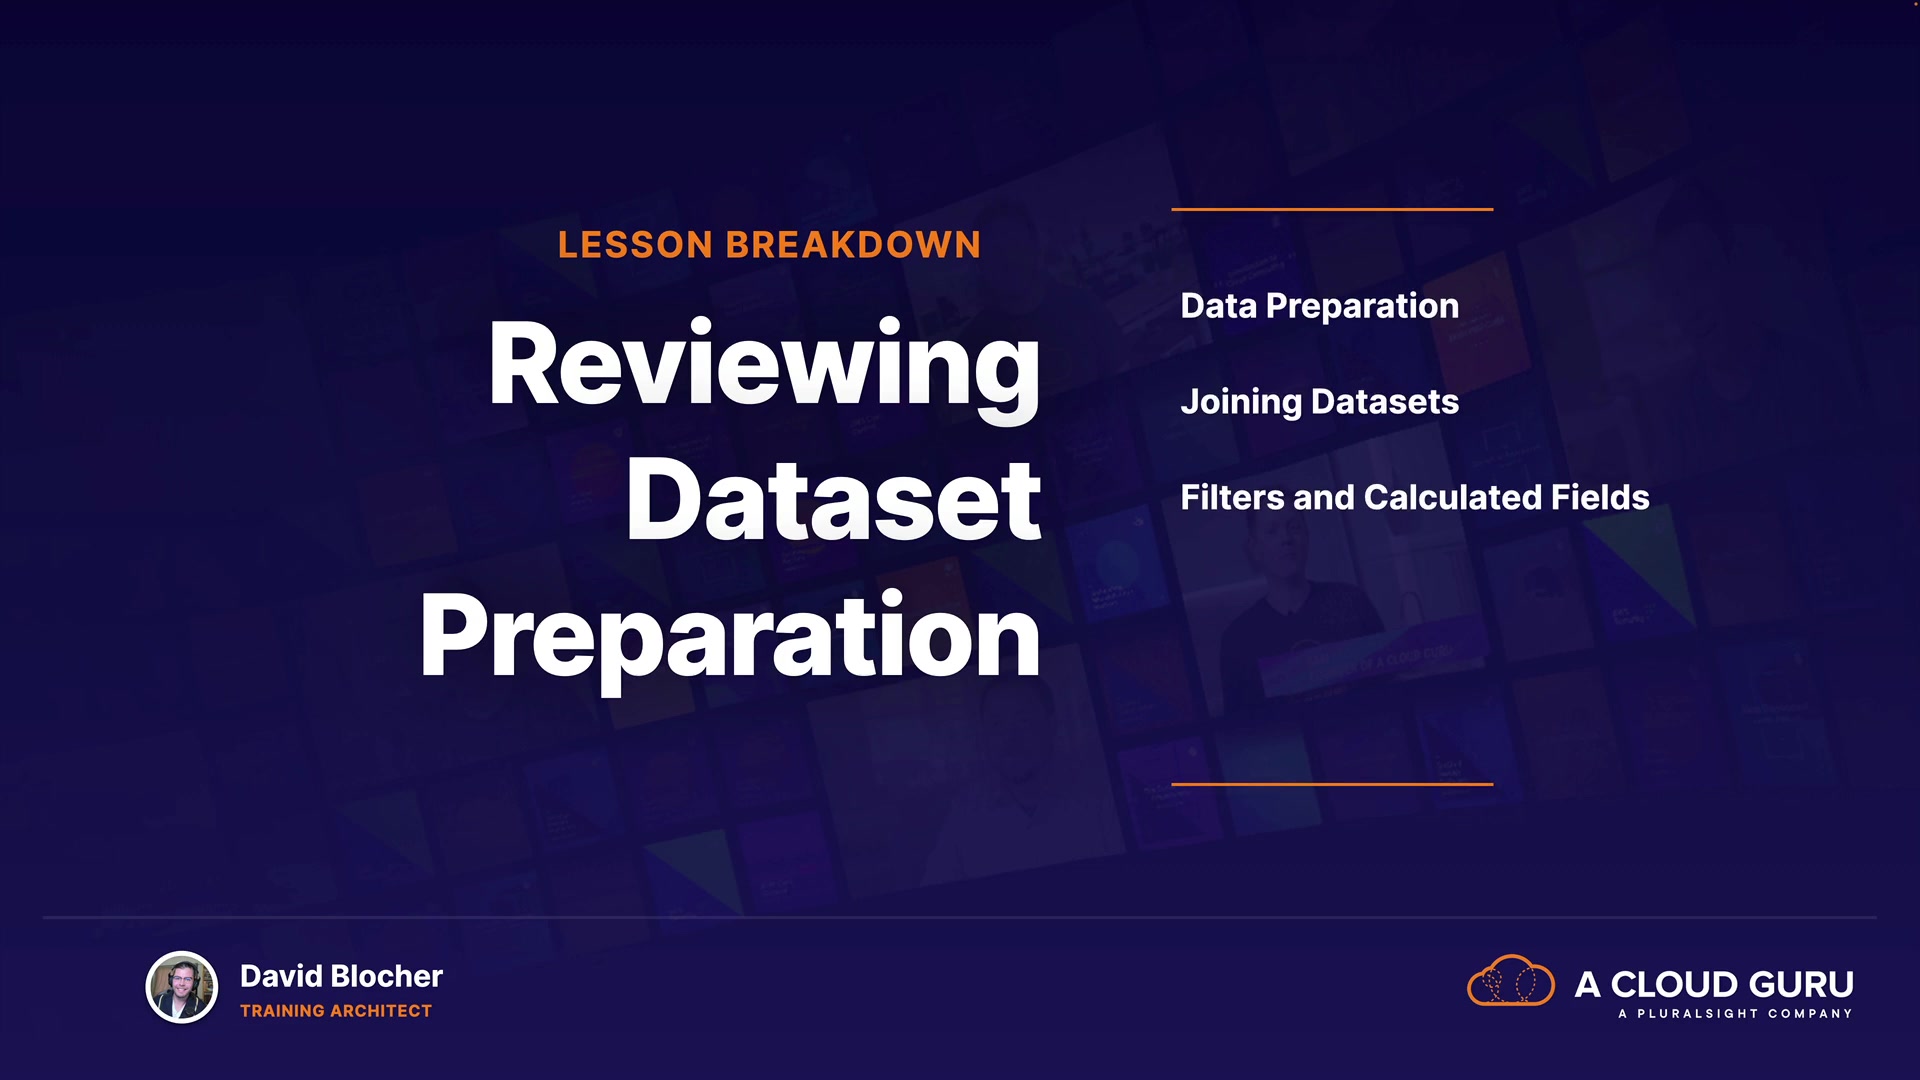 LESSON BREAKDOWN
Reviewing
Dataset
Preparation
Data Preparation
Joining Datasets
Filters and Calculated Fields
David Blocher
TRAINING ARCHITECT
A CLOUD GURU
A PLURALSIGHT COMPANY